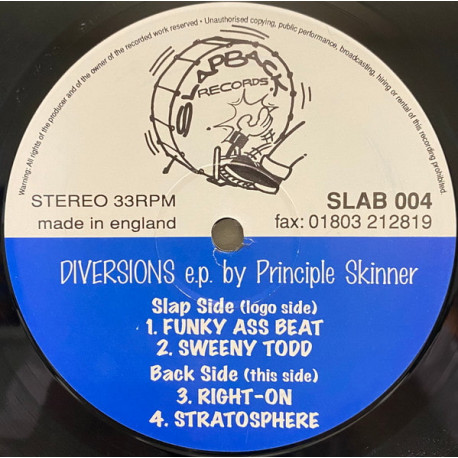 Warning: All rights of the producer and of the owner of the recorded work reserved • Unauthorised copying, public performance, broadcasting, hiring or rental of this recording prohibited.
SLAPBACK
RECORDS
STEREO 33RPM
made in england
SLAB 004
fax: 01803 212819
DIVERSIONS e.p. by Principle Skinner
Slap Side (logo side)
1. FUNKY ASS BEAT
2. SWEENY TODD
Back Side (this side)
3. RIGHT-ON
4. STRATOSPHERE